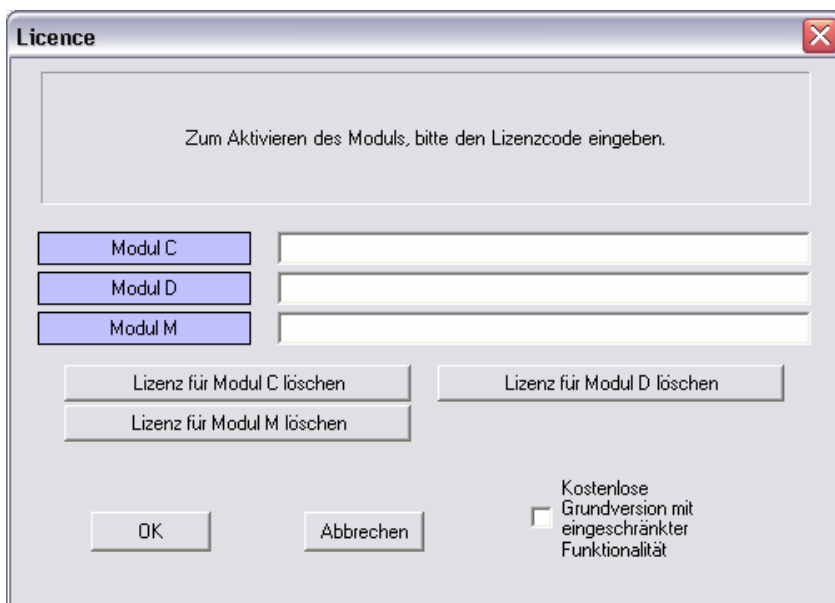 Licence
Zum Aktivieren des Moduls, bitte den Lizenzcode eingeben.
Modul C
Modul D
Modul M
Lizenz für Modul C löschen
Lizenz für Modul D löschen
Lizenz für Modul M löschen
OK
Abbrechen
Kostenlose
Grundversion mit
eingeschränkter
Funktionalität